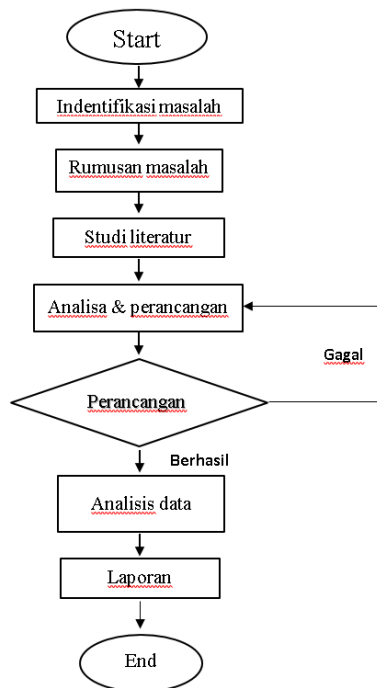 Start
Indentifikasi masalah
Rumusan masalah
Studi literatur
Analisa & perancangan
Gagal
Perancangan
Berhasil
Analisis data
Laporan
End